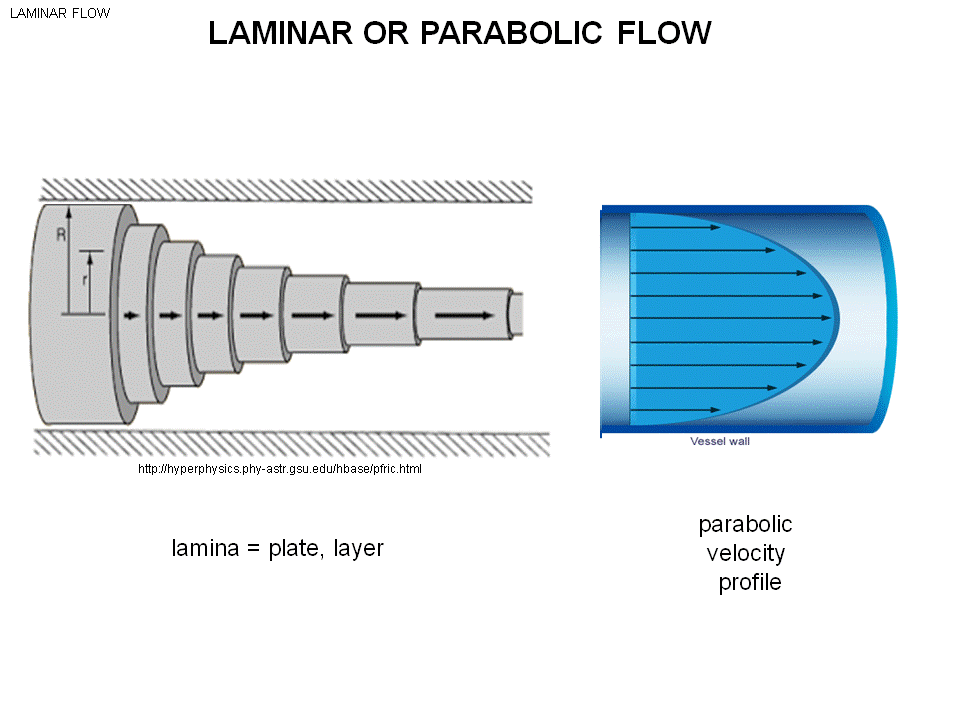 LAMINAR FLOW
LAMINAR OR PARABOLIC FLOW
R
r
Vessel wall
http://hyperphysics.phy-astr.gsu.edu/hbase/pfric.html
lamina = plate, layer
parabolic
velocity
profile